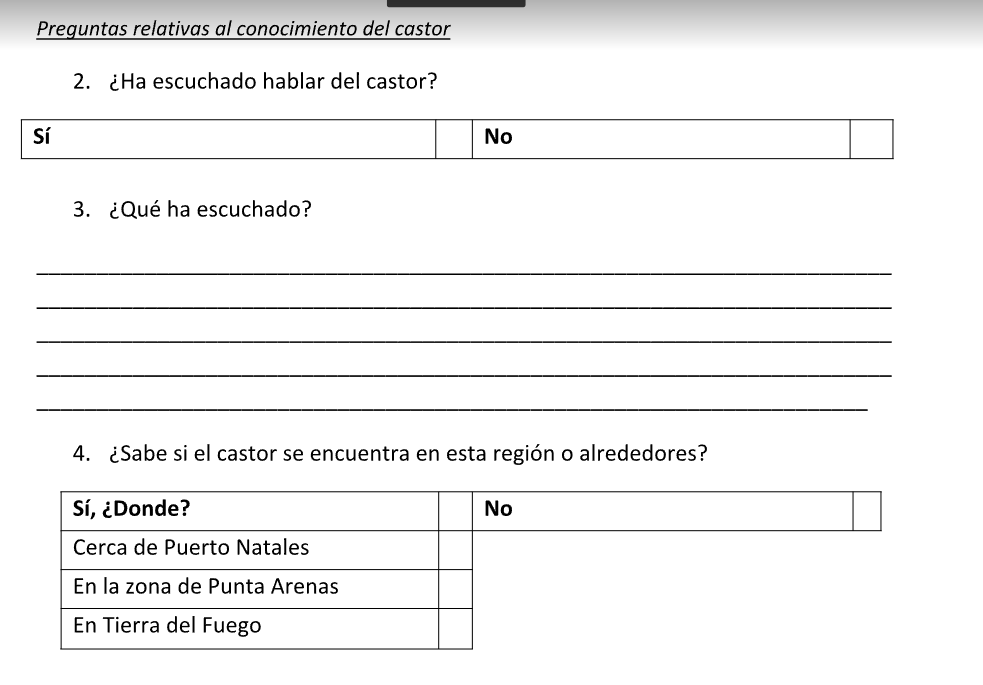 Preguntas relativas al conocimiento del castor
2. ¿Ha escuchado hablar del castor?
Sí No
3. ¿Qué ha escuchado?
4. ¿Sabe si el castor se encuentra en esta región o alrededores?
Sí, ¿Donde? No
Cerca de Puerto Natales
En la zona de Punta Arenas
En Tierra del Fuego